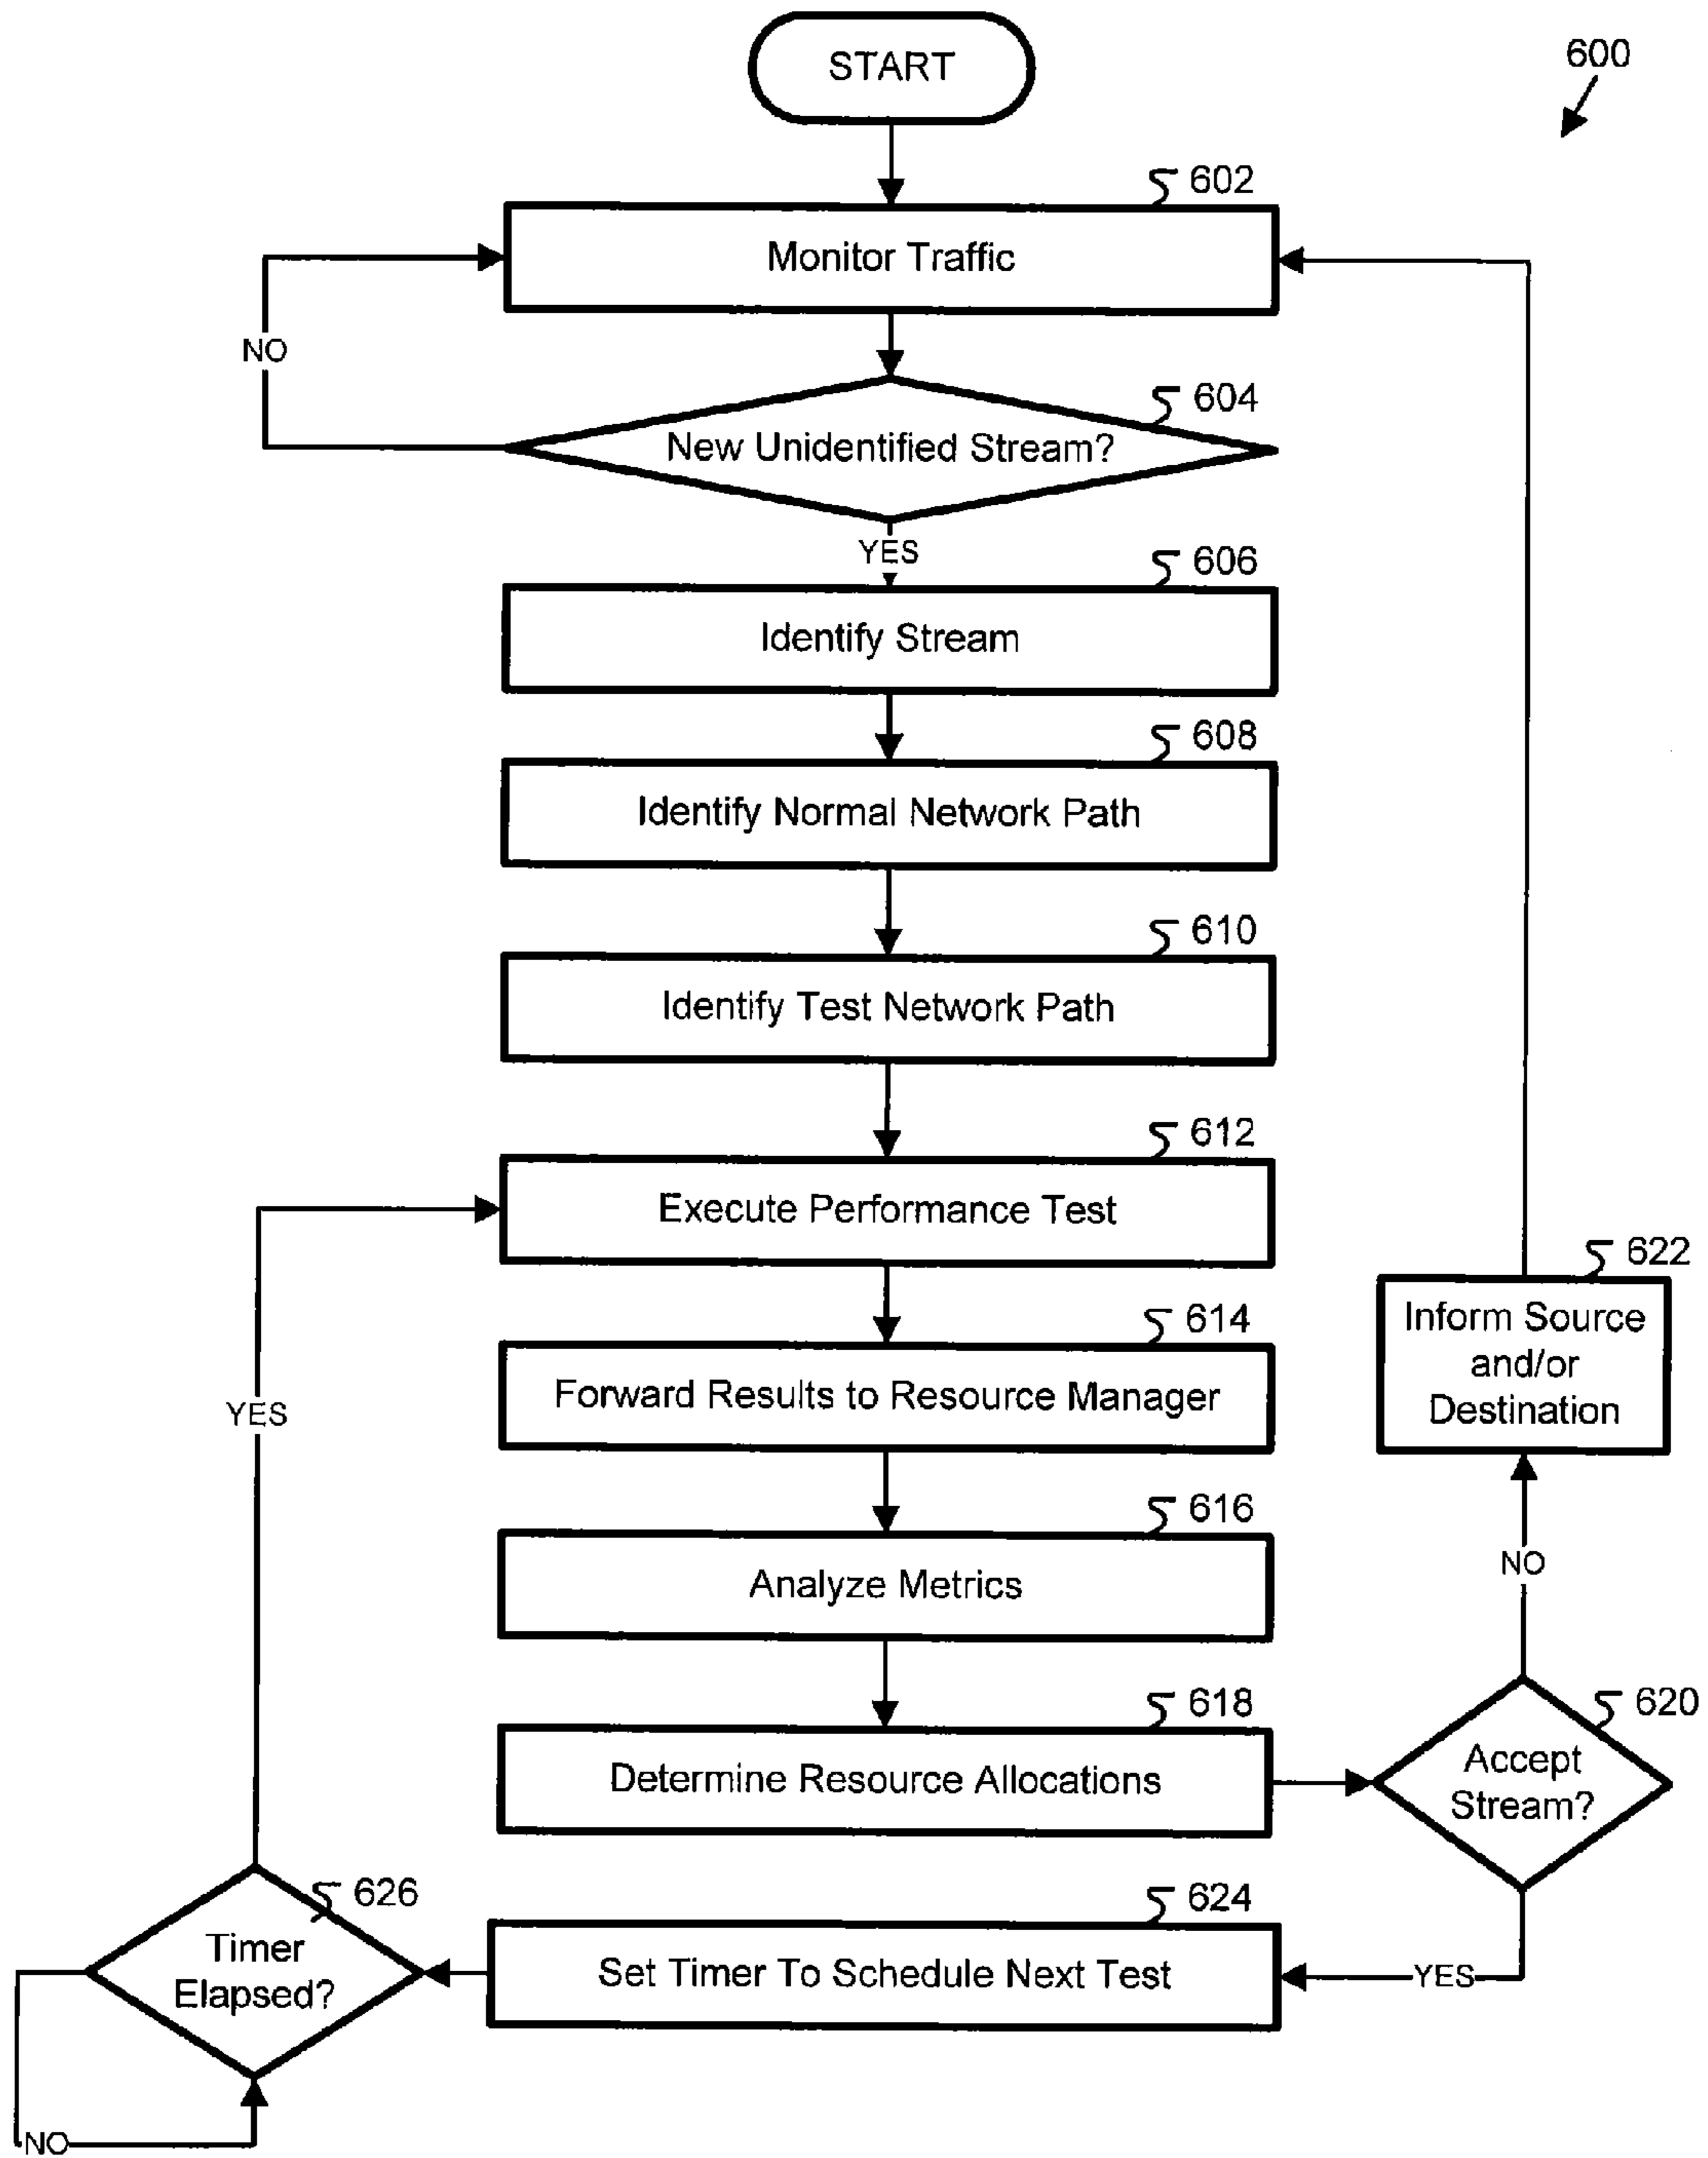 START
600
602
Monitor Traffic
NO
604
New Unidentified Stream?
YES
606
Identify Stream
608
Identify Normal Network Path
610
Identify Test Network Path
612
Execute Performance Test
622
Inform Source
and/or
Destination
614
Forward Results to Resource Manager
YES
616
Analyze Metrics
NO
618
Determine Resource Allocations
620
Accept
Stream?
626
Timer
Elapsed?
624
Set Timer To Schedule Next Test
YES
NO